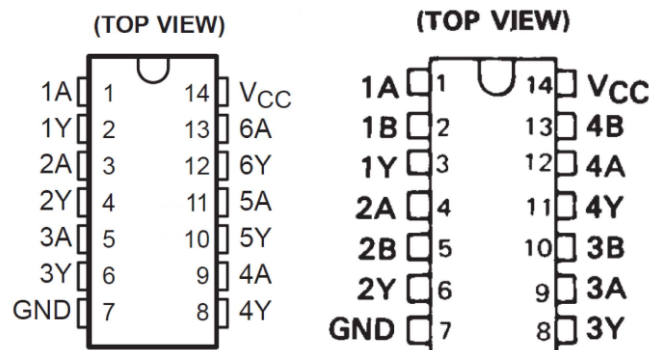 (TOP VIEW)
1A 1 14 VCC
1Y 2 13 6A
2A 3 12 6Y
2Y 4 11 5A
3A 5 10 5Y
3Y 6 9 4A
GND 7 8 4Y
(TOP VIEW)
1A 1 14 VCC
1B 2 13 4B
1Y 3 12 4A
2A 4 11 4Y
2B 5 10 3B
2Y 6 9 3A
GND 7 8 3Y